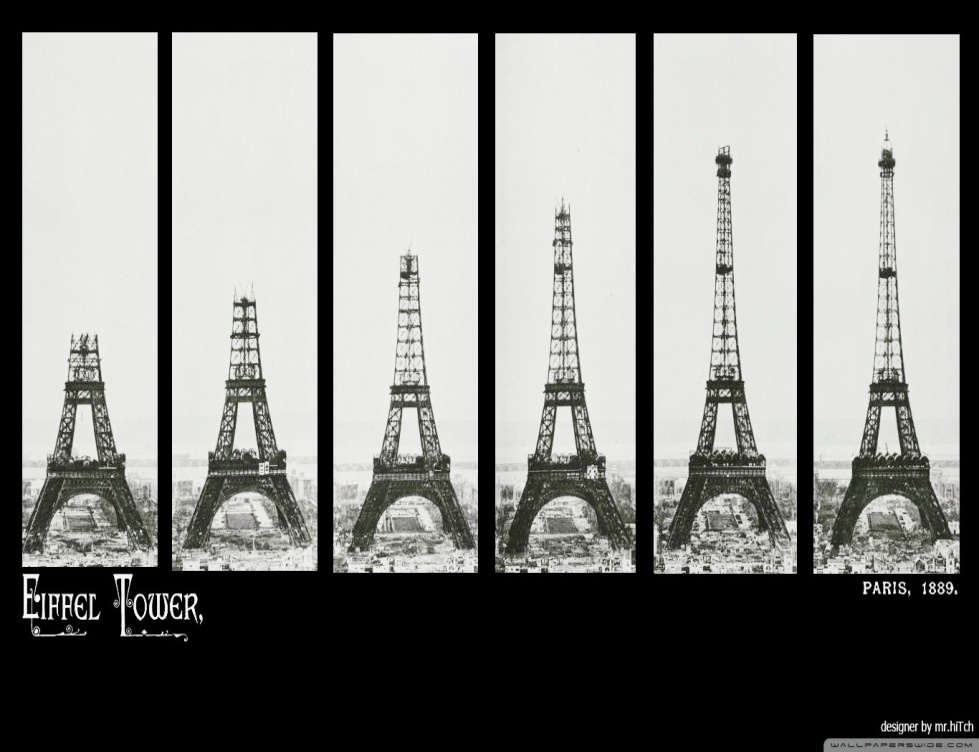 Eiffel Tower,
PARIS, 1889.
designer by mr.hiTch
WALLPAPERSWIDE.COM